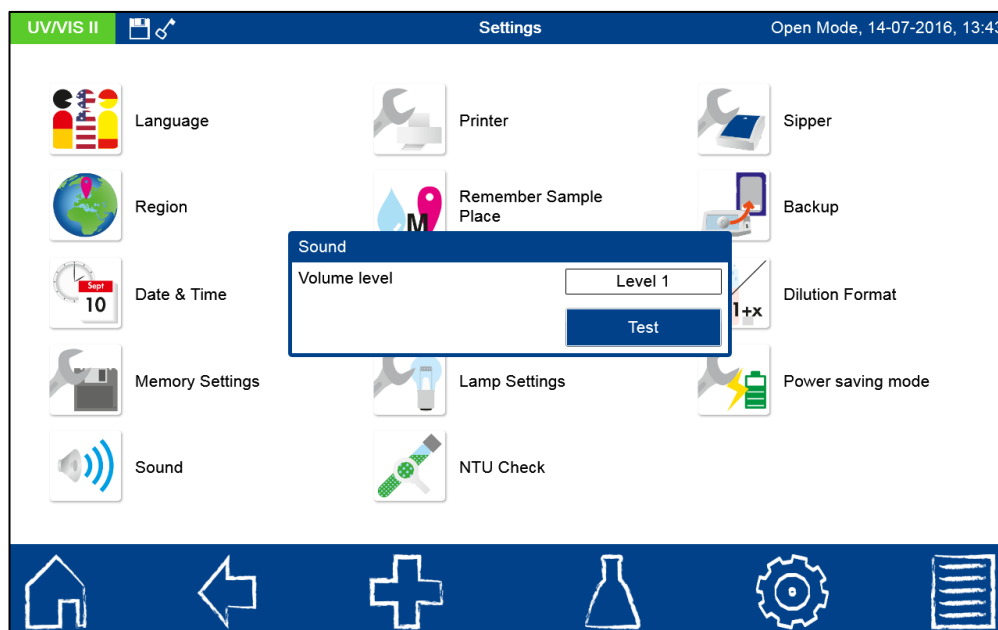 UV/VIS II
Settings
Open Mode, 14-07-2016, 13:43
Language
Printer
Sipper
Region
Remember Sample
Place
M
Backup
Sound
Volume level
Level 1
Test
Sept
10
Date & Time
1+x
Dilution Format
Memory Settings
Lamp Settings
Power saving mode
Sound
NTU Check